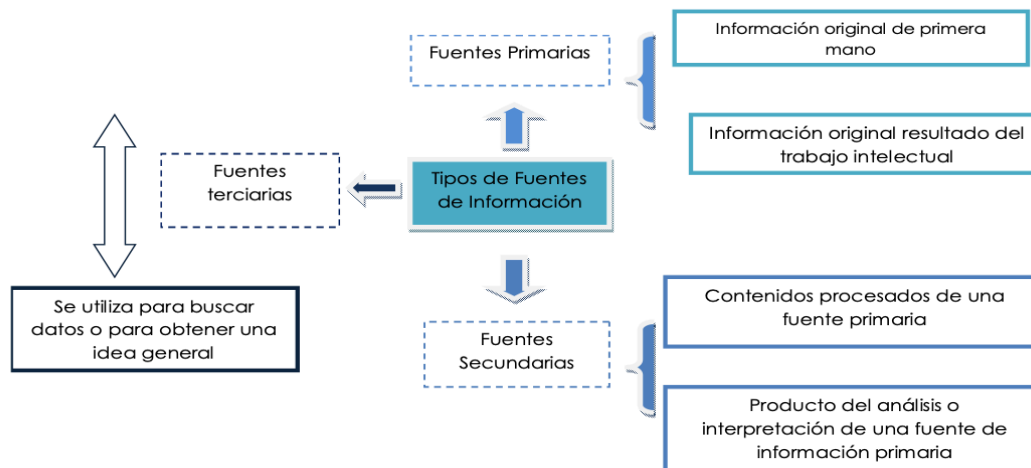 Fuentes Primarias
Información original de primera
mano
Información original resultado del
trabajo intelectual
Fuentes
terciarias
Tipos de Fuentes
de Información
Se utiliza para buscar
datos o para obtener una
idea general
Fuentes
Secundarias
Contenidos procesados de una
fuente primaria
Producto del análisis o
interpretación de una fuente de
información primaria